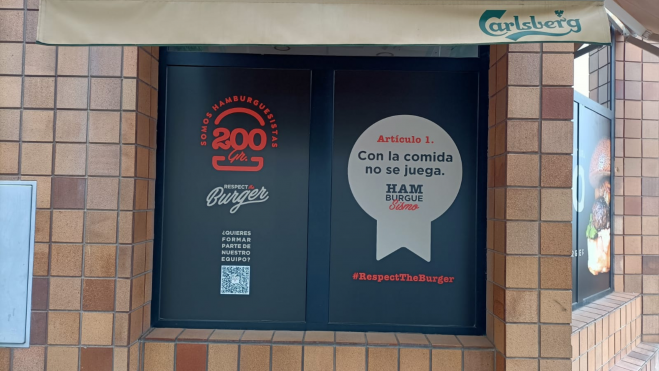 Carlsberg
SOMOS HAMBURGUESISTAS
200
Gr.
RESPECT the
Burger
¿QUIERES
FORMAR
PARTE DE
NUESTRO
EQUIPO?
Artículo 1.
Con la comida
no se juega.
HAM
BURGUE
Sismo
#RespectTheBurger